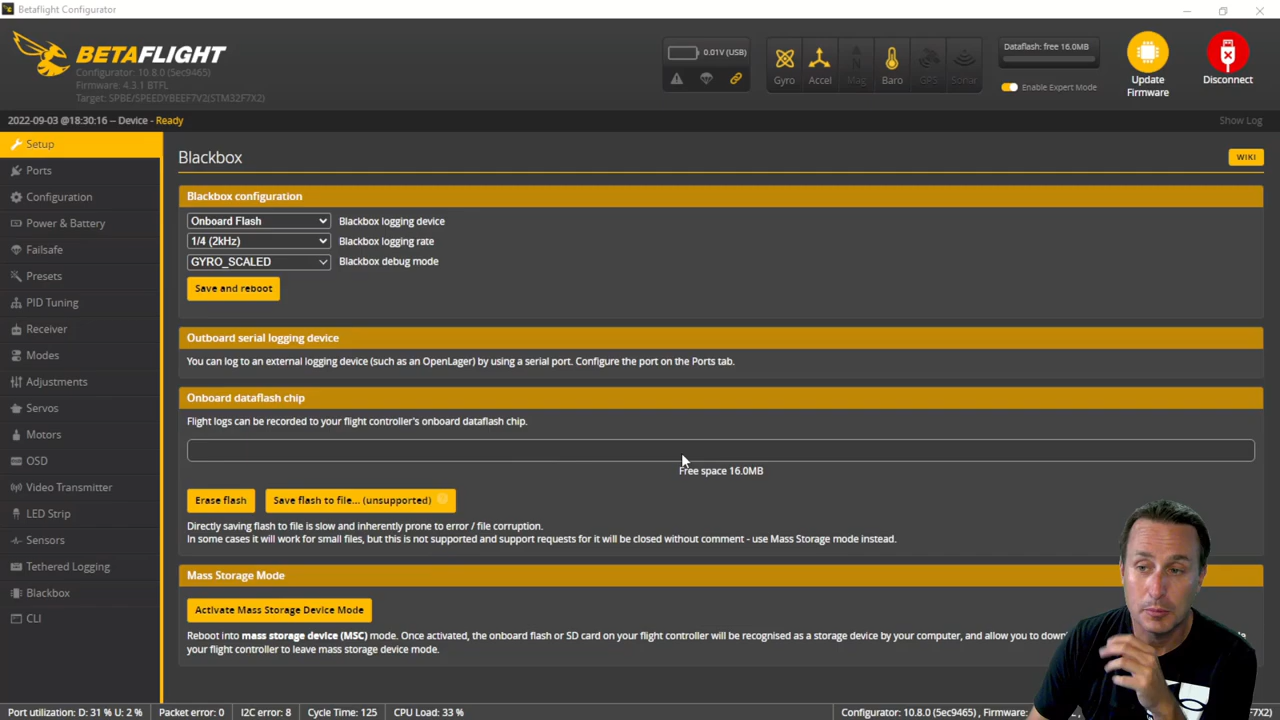 Betaflight Configurator
BETAFLIGHT
Configurator: 10.8.0 (5ec9465)
Firmware: 4.3.1 BTFL
Target: SPBE/SPEEDYBEEF7V2(STM32F7X2)
0.01V (USB)
Gyro
Accel
Mag
Baro
GPS
Sonar
Dataflash: free 16.0MB
Enable Expert Mode
Update
Firmware
Disconnect
2022-09-03 @18:30:16 -- Device - Ready
Show Log
Setup
Ports
Configuration
Power & Battery
Failsafe
Presets
PID Tuning
Receiver
Modes
Adjustments
Servos
Motors
OSD
Video Transmitter
LED Strip
Sensors
Tethered Logging
Blackbox
CLI
Blackbox
WIKI
Blackbox configuration
Onboard Flash Blackbox logging device
1/4 (2kHz) Blackbox logging rate
GYRO_SCALED Blackbox debug mode
Save and reboot
Outboard serial logging device
You can log to an external logging device (such as an OpenLager) by using a serial port. Configure the port on the Ports tab.
Onboard dataflash chip
Flight logs can be recorded to your flight controller's onboard dataflash chip.
Free space 16.0MB
Erase flash
Save flash to file... (unsupported)
Directly saving flash to file is slow and inherently prone to error / file corruption.
In some cases it will work for small files, but this is not supported and support requests for it will be closed without comment - use Mass Storage mode instead.
Mass Storage Mode
Activate Mass Storage Device Mode
Reboot into mass storage device (MSC) mode. Once activated, the onboard flash or SD card on your flight controller will be recognised as a storage device by your computer, and allow you to
your flight controller to leave mass storage device mode.
Port utilization: D: 31 % U: 2 %
Packet error: 0
I2C error: 8
Cycle Time: 125
CPU Load: 33 %
Configurator: 10.8.0 (5ec9465), Firmware: